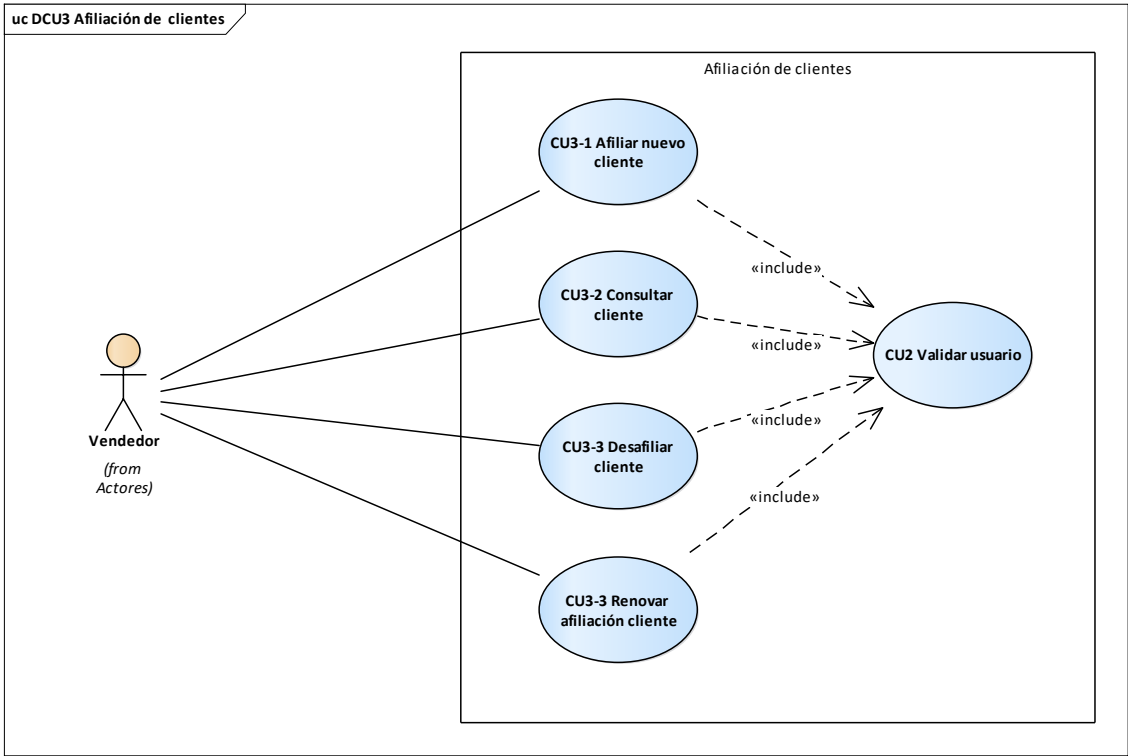 uc DCU3 Afiliación de  clientes
Afiliación de clientes
CU3-1 Afiliar nuevo
cliente
«include»
CU3-2 Consultar
cliente
«include»
CU2 Validar usuario
Vendedor
(from
Actores)
CU3-3 Desafiliar
cliente
«include»
«include»
CU3-3 Renovar
afiliación cliente